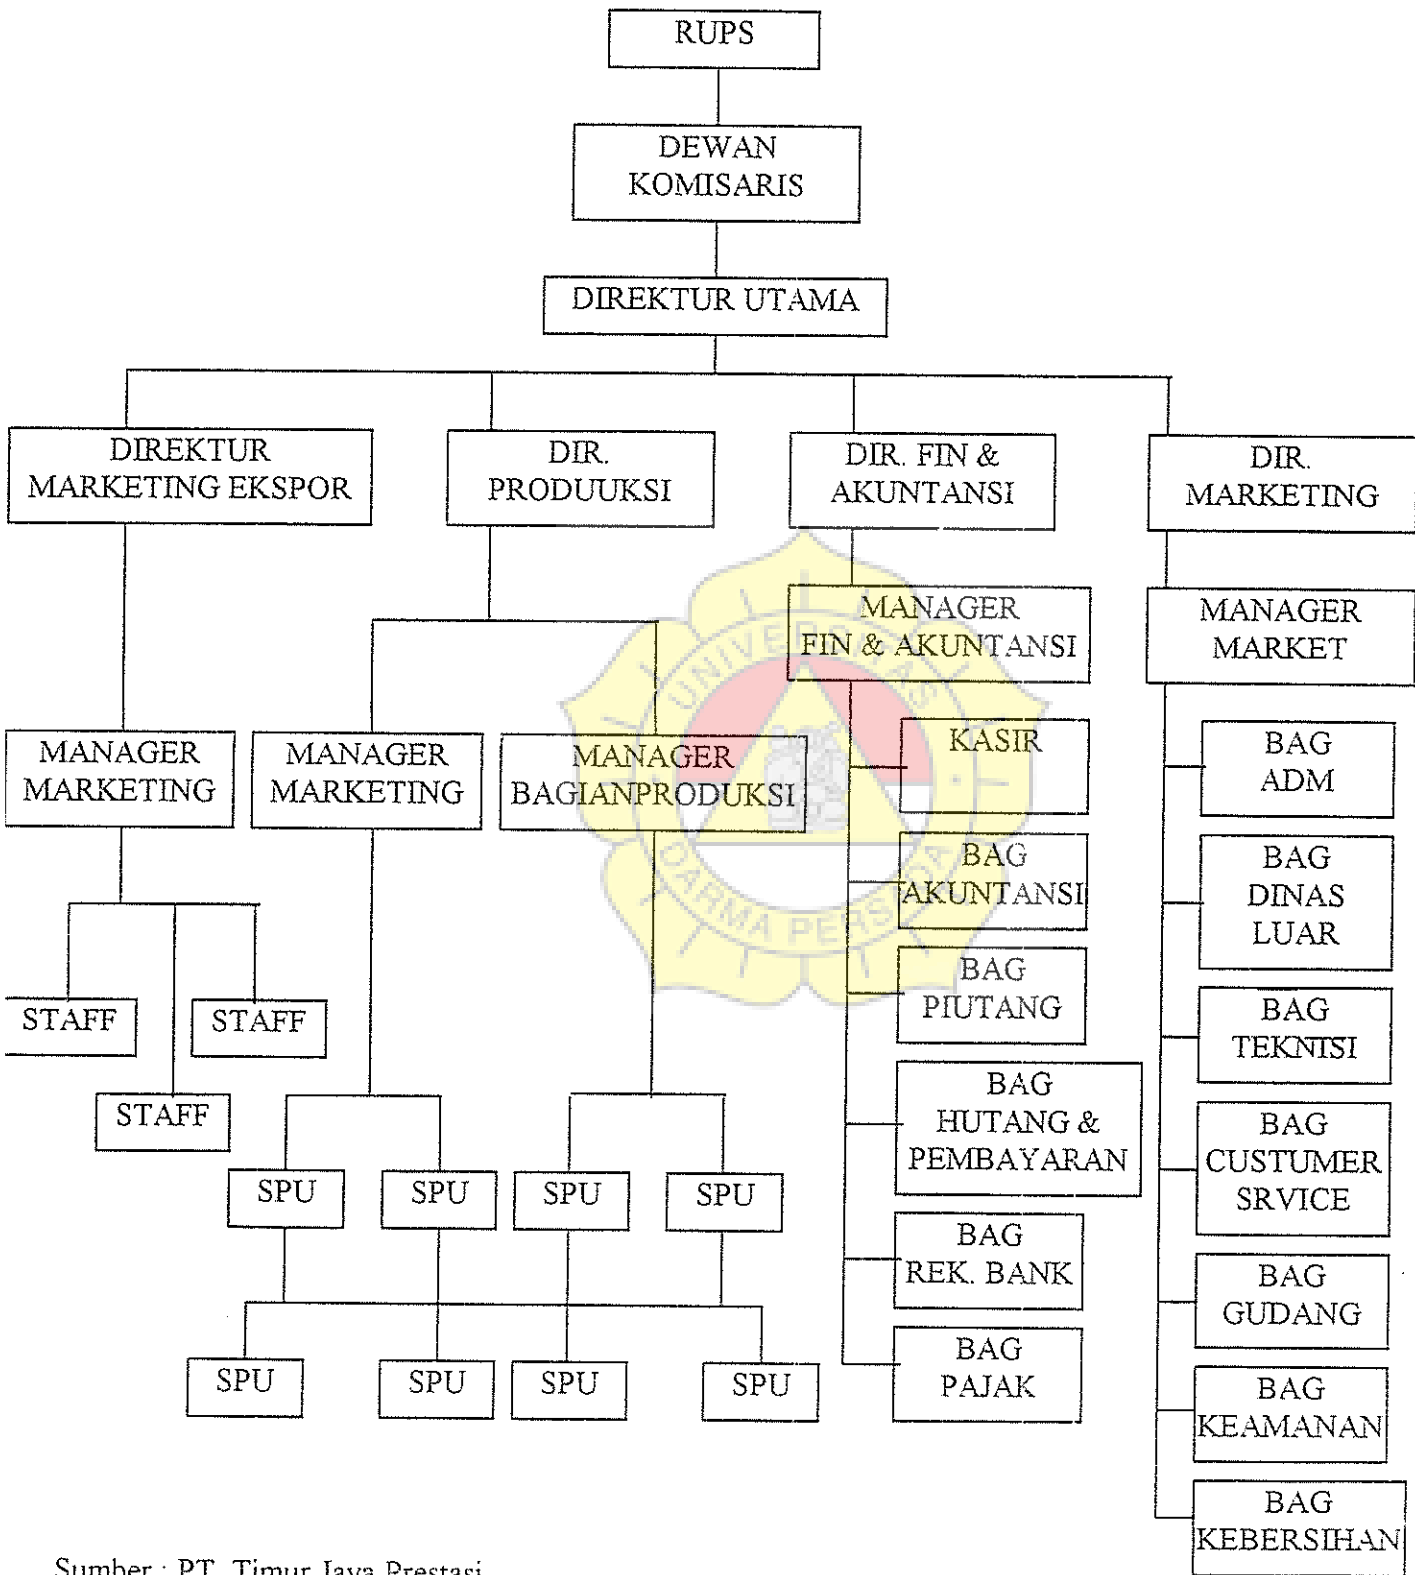 RUPS
DEWAN
KOMISARIS
DIREKTUR UTAMA
DIREKTUR
MARKETING EKSPOR
DIR.
PRODUUKSI
DIR. FIN &
AKUNTANSI
DIR.
MARKETING
MANAGER
FIN & AKUNTANSI
MANAGER
MARKET
MANAGER
MARKETING
MANAGER
MARKETING
MANAGER
BAGIANPRODUKSI
KASIR
BAG
AKUNTANSI
BAG
PIUTANG
BAG
HUTANG &
PEMBAYARAN
BAG
REK. BANK
BAG
PAJAK
BAG
ADM
BAG
DINAS
LUAR
BAG
TEKNISI
BAG
CUSTUMER
SRVICE
BAG
GUDANG
BAG
KEAMANAN
BAG
KEBERSIHAN
STAFF
STAFF
STAFF
SPU
SPU
SPU
SPU
SPU
SPU
SPU
SPU
UNIVERSITAS
DARMA PERSADA
Sumber : PT. Timur Jaya Prestasi